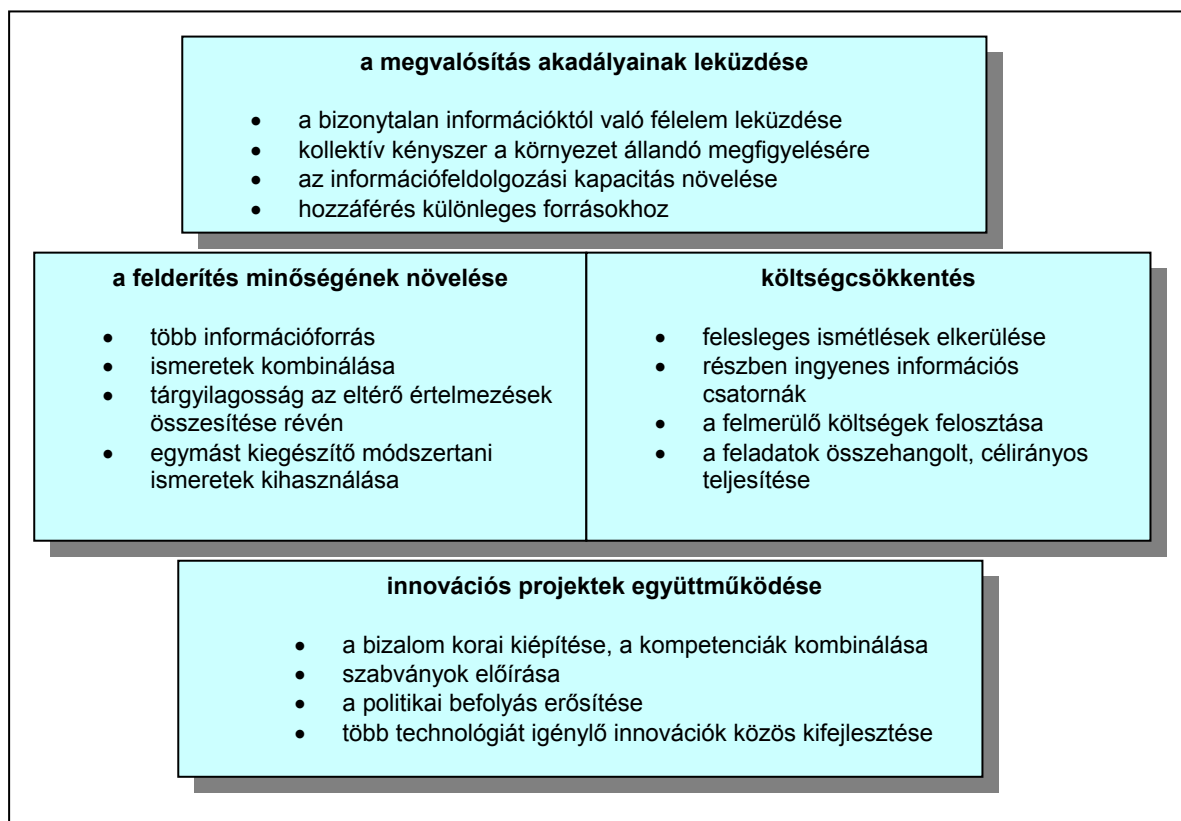 a megvalósítás akadályainak leküzdése
• a bizonytalan információktól való félelem leküzdése
• kollektív kényszer a környezet állandó megfigyelésére
• az információfeldolgozási kapacitás növelése
• hozzáférés különleges forrásokhoz
a felderítés minőségének növelése
• több információforrás
• ismeretek kombinálása
• tárgyilagosság az eltérő értelmezések
összesítése révén
• egymást kiegészítő módszertani
ismeretek kihasználása
költségcsökkentés
• felesleges ismétlések elkerülése
• részben ingyenes információs
csatornák
• a felmerülő költségek felosztása
• a feladatok összehangolt, célirányos
teljesítése
innovációs projektek együttműködése
• a bizalom korai kiépítése, a kompetenciák kombinálása
• szabványok előírása
• a politikai befolyás erősítése
• több technológiát igénylő innovációk közös kifejlesztése